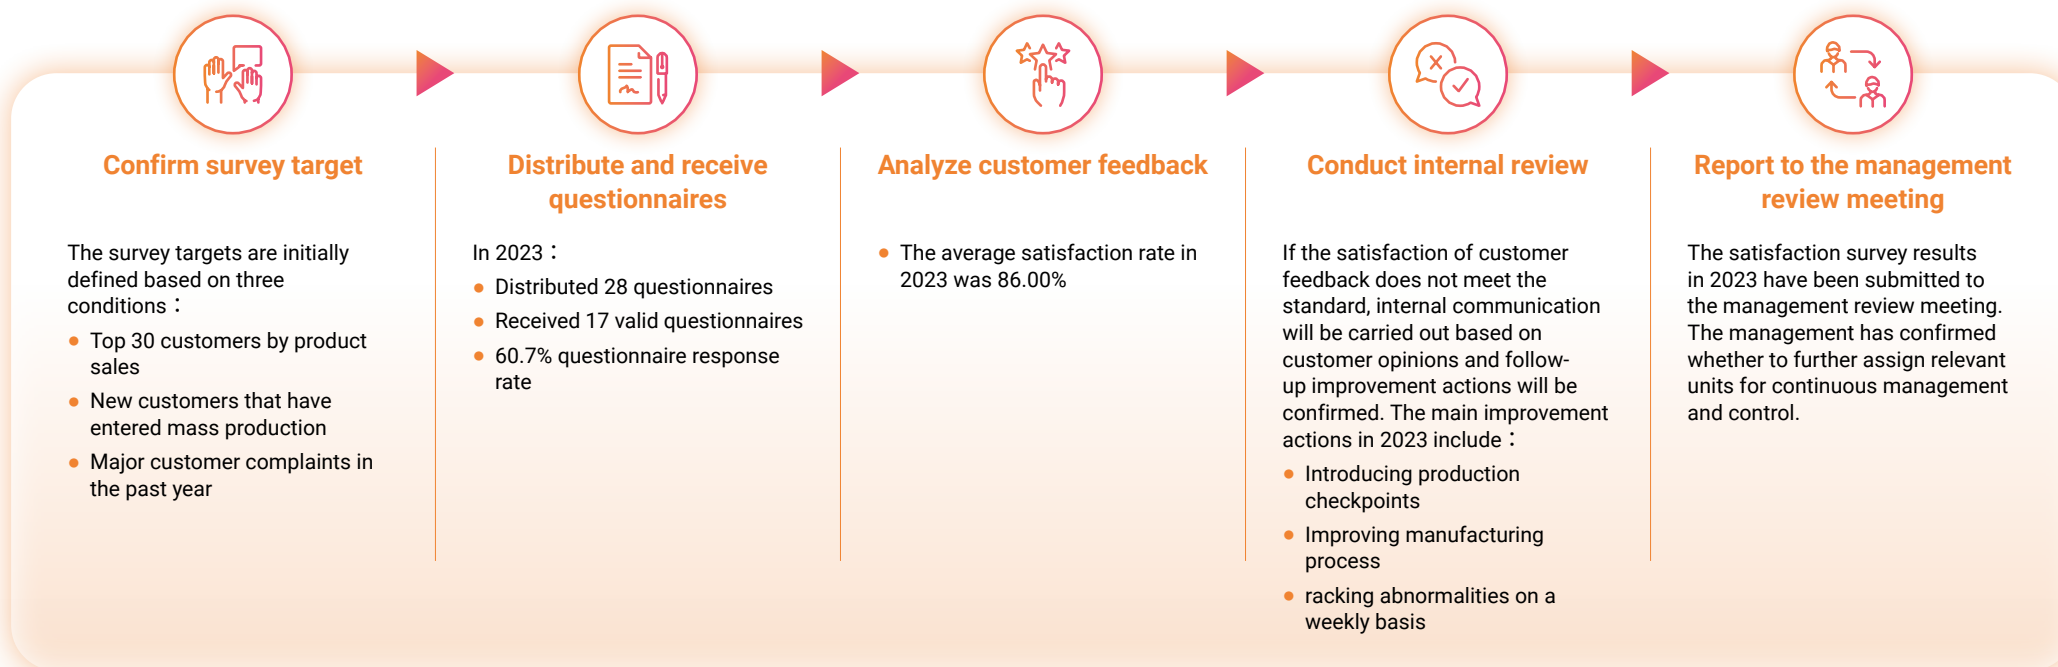 Confirm survey target
The survey targets are initially
defined based on three
conditions：
Top 30 customers by product
sales
New customers that have
entered mass production
Major customer complaints in
the past year
Distribute and receive
questionnaires
In 2023：
Distributed 28 questionnaires
Received 17 valid questionnaires
60.7% questionnaire response
rate
Analyze customer feedback
The average satisfaction rate in
2023 was 86.00%
Conduct internal review
If the satisfaction of customer
feedback does not meet the
standard, internal communication
will be carried out based on
customer opinions and follow-
up improvement actions will be
confirmed. The main improvement
actions in 2023 include：
Introducing production
checkpoints
Improving manufacturing
process
racking abnormalities on a
weekly basis
Report to the management
review meeting
The satisfaction survey results
in 2023 have been submitted to
the management review meeting.
The management has confirmed
whether to further assign relevant
units for continuous management
and control.